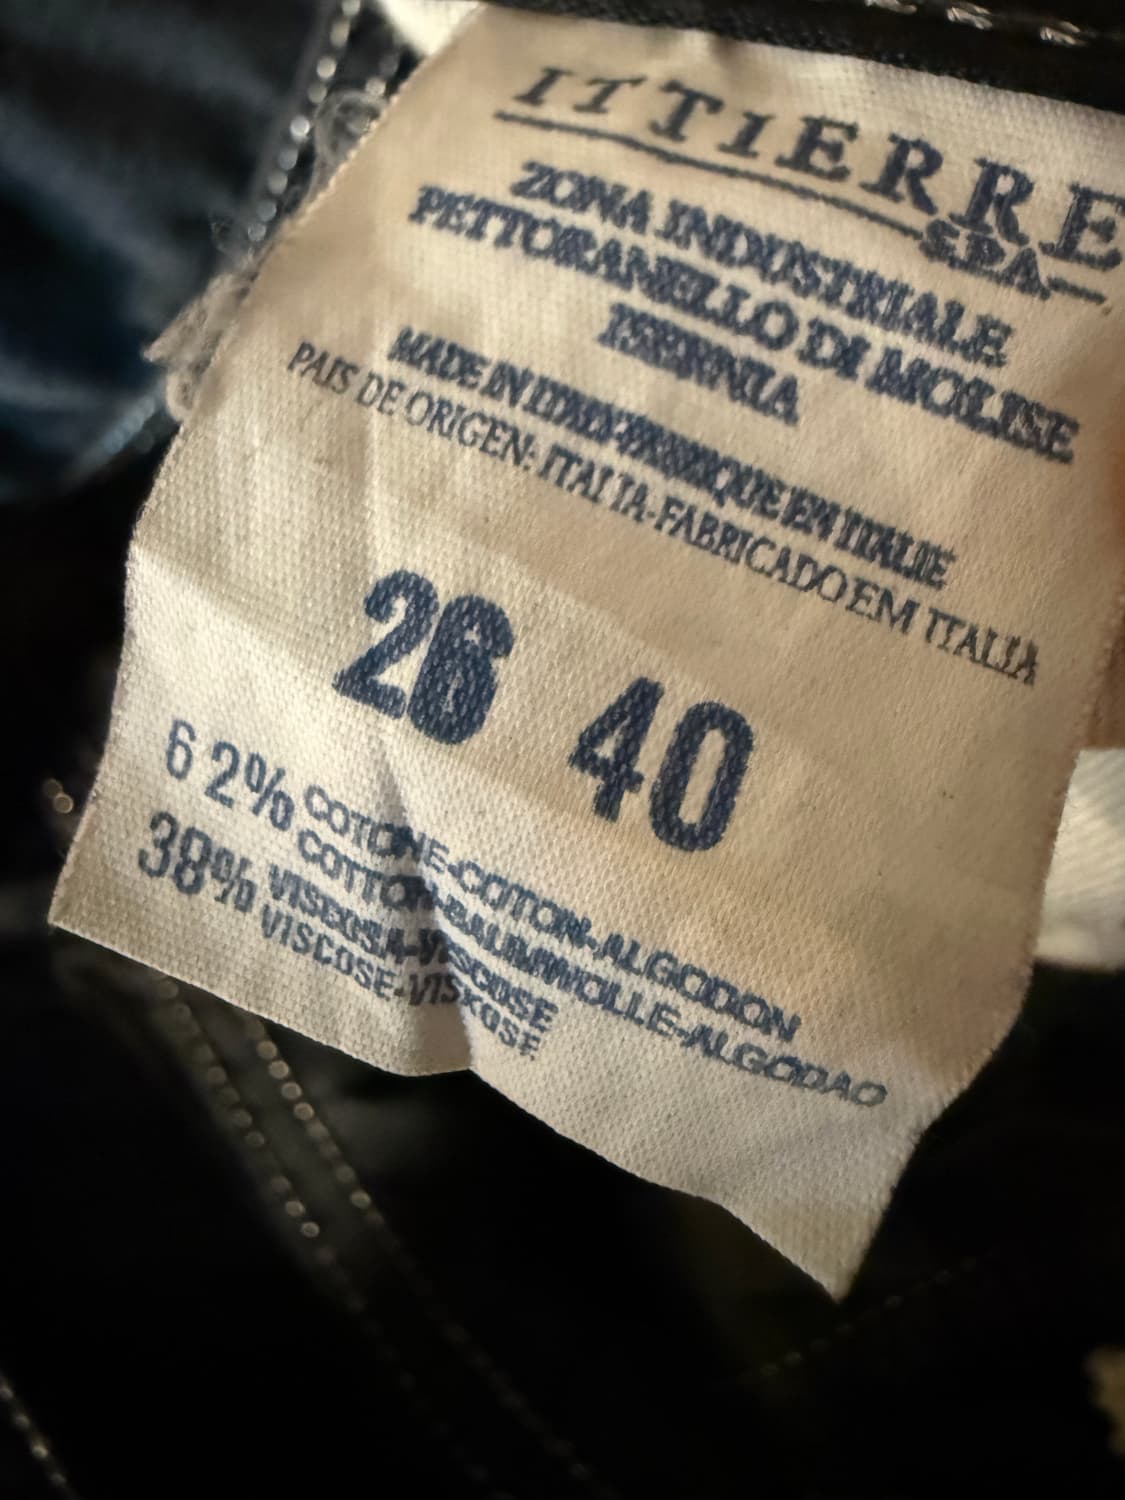 ITTIERRE
SPA
ZONA INDUSTRIALE
PETTORANELLO DI MOLISE
ISERNIA
MADE IN ITALY-FABRIQUE EN ITALIE
PAIS DE ORIGEN: ITALIA-FABRICADO EM ITALIA
26 40
62% COTONE-COTON-ALGODON
COTTON-BAUMWOLLE-ALGODAO
38% VISCOSA-VISCOSE
VISCOSE-VISKOSE